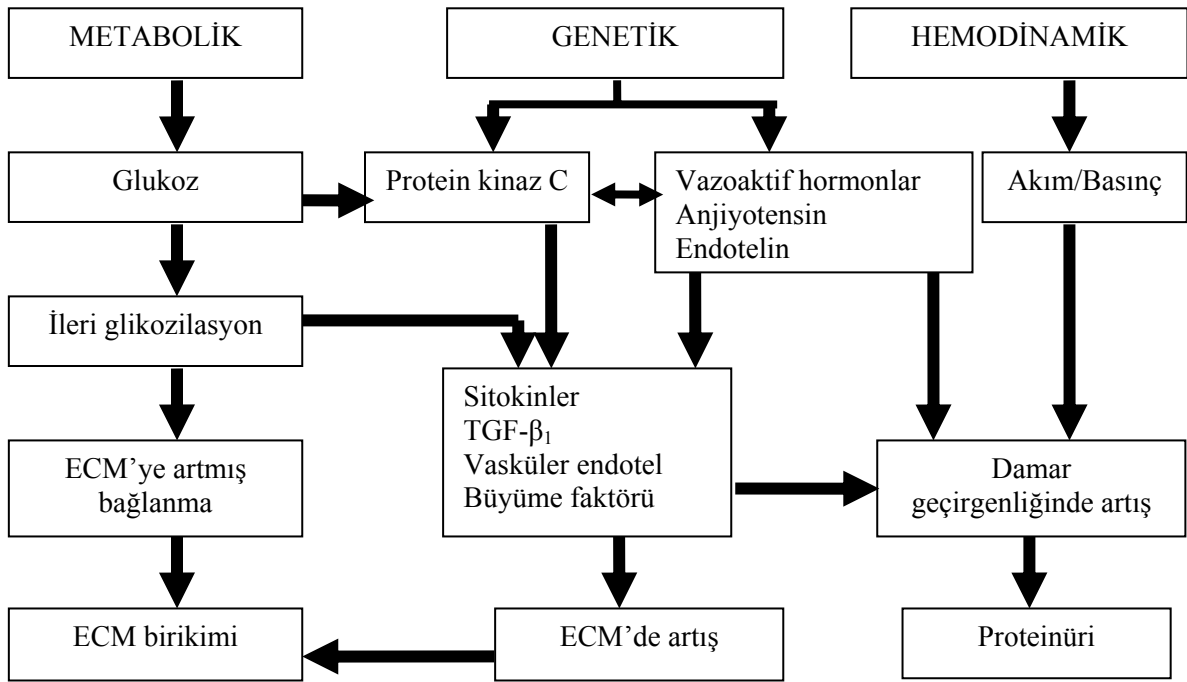 METABOLİK
GENETİK
HEMODİNAMİK
Glukoz
Protein kinaz C
Vazoaktif hormonlar
Anjiyotensin
Endotelin
Akım/Basınç
İleri glikozilasyon
Sitokinler
TGF-β₁
Vasküler endotel
Büyüme faktörü
ECM’ye artmış
bağlanma
Damar
geçirgenliğinde artış
ECM birikimi
ECM’de artış
Proteinüri